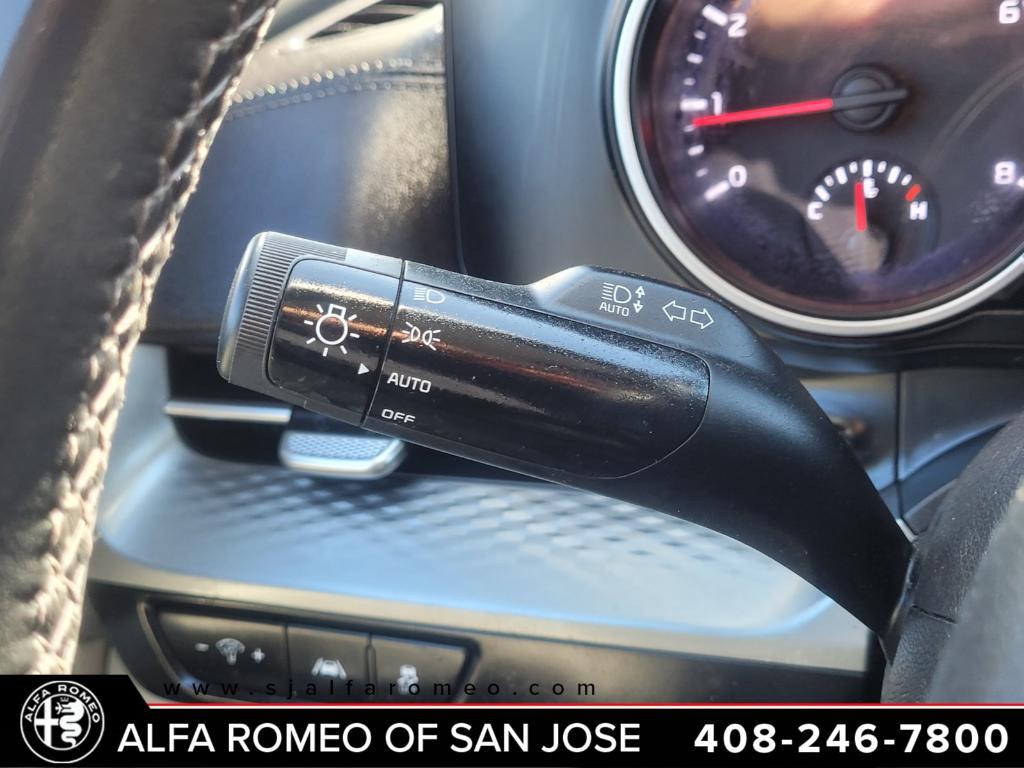 2
1
0
6
8
C
H
AUTO
AUTO
OFF
- +
www.sjalfaromeo.com
ALFA ROMEO
ALFA ROMEO OF SAN JOSE
408-246-7800